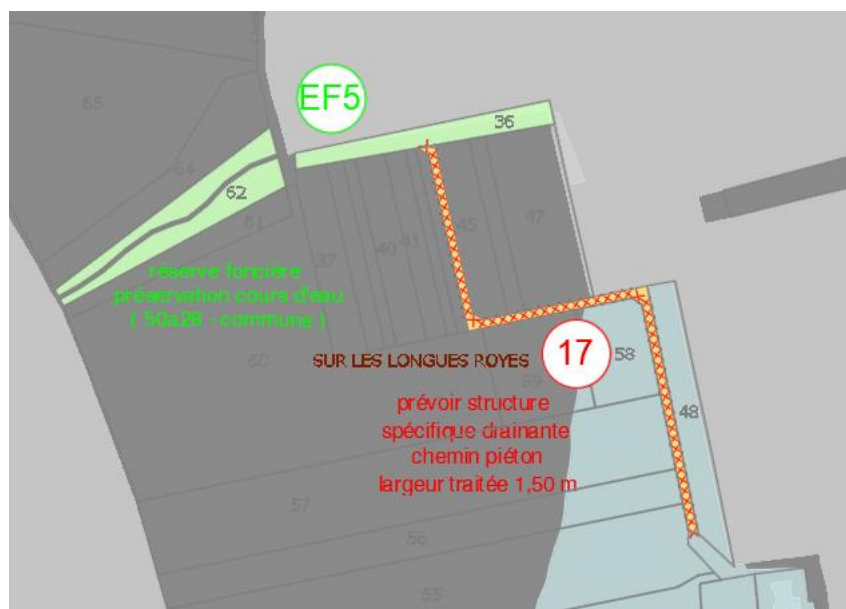 EF5
65
36
64
62
61
37
40
41
45
47
réserve foncière
préservation cours d'eau
( 50a28 - commune )
60
SUR LES LONGUES ROYES
17
58
59
48
prévoir structure
spécifique drainante
chemin piéton
largeur traitée 1,50 m
57
56
55